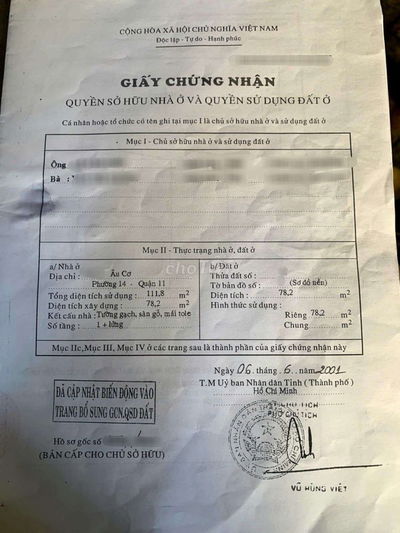 CỘNG HÒA XÃ HỘI CHỦ NGHĨA VIỆT NAM
Độc lập - Tự do - Hạnh phúc
GIẤY CHỨNG NHẬN
QUYỀN SỞ HỮU NHÀ Ở VÀ QUYỀN SỬ DỤNG ĐẤT Ở
Cá nhân hoặc tổ chức có tên ghi tại mục I là chủ sở hữu nhà ở và sử dụng đất ở
Mục I - Chủ sở hữu nhà ở và sử dụng đất ở
Ông
Bà :
Mục II - Thực trạng nhà ở, đất ở
a/ Nhà ở
Địa chỉ : Âu Cơ
Phường 14 - Quận 11
Tổng diện tích sử dụng : 111,8 m2
Diện tích xây dựng : 78,2 m2
Kết cấu nhà : Tường gạch, sàn gỗ, mái tole
Số tầng : 1 + lửng
b/ Đất ở
Thửa đất số :
Tờ bản đồ số : (Sơ đồ nền)
Diện tích : 78,2 m2
Hình thức sử dụng :
Riêng 78,2 m2
Chung m2
Mục IIc, Mục III, Mục IV ở các trang sau là thành phần của giấy chứng nhận này
Ngày 06 tháng 6 năm 2001
T.M Uỷ ban Nhân dân Tỉnh ( Thành phố )
Hồ Chí Minh
CHỦ TỊCH
PHÓ CHỦ TỊCH
ĐÃ CẬP NHẬT BIẾN ĐỘNG VÀO
TRANG BỔ SUNG GCN.QSD ĐẤT
Hồ sơ gốc số
(BẢN CẤP CHO CHỦ SỞ HỮU)
VŨ HÙNG VIỆT